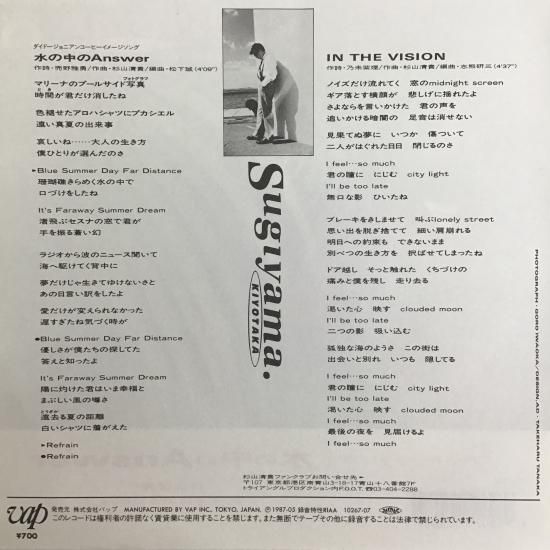 ダイドージョニアンコーヒーイメージソング
水の中のAnswer
作詩・売野雅勇/作曲・杉山清貴/編曲・松下誠(4'09")
マリーナのプールサイド写真
フォトグラフ
時間が君だけ消したね
とき
色褪せたアロハシャツにブカシェル
遠い真夏の出来事
哀しいね……大人の生き方
僕ひとりが選んだのさ
Blue Summer Day Far Distance
珊瑚礁きらめく水の中で
口づけをしたね
It's Faraway Summer Dream
渚飛ぶセスナの窓で君が
手を振る蒼い幻
ラジオから波のニュース聞いて
海へ駆けてく背中に
夢だけじゃ生きてゆけないさと
あの日言い訳をしたよ
愛だけが変えられなかった
遅すぎたね気づく時が
●Blue Summer Day Far Distance
優しさが僕たちの探してた
答えと知ったよ
It's Faraway Summer Dream
陽に灼けた君はいま幸福と
まぶしい風の囁き
遠去る夏の距離
とうざか
白いシャツに着がえた
Refrain
●Refrain
Sugiyama.
KIYOTAKA
IN THE VISION
作詩・乃未亜理/作曲・杉山清貴/編曲・志熊研三(4'37")
ノイズだけ流れてく 窓のmidnight screen
ギア落とす横顔が 悲しげに揺れたよ
さよならを言いかけた 君の声を
追いかける暗闇の 足音は消せない
見果てぬ夢に いつか 傷ついて
二人がはぐれた日日 閉じるのさ
I feel…so much
君の瞳に にじむ city light
I'll be too late
無口な影 ひいたね
ブレーキをきしませて 叫ぶlonely street
思い出を脱ぎ捨てて 細い肩崩れる
明日への約束も できないまま
別べつの生き方を 択ばせてしまったね
ドア越し そっと触れた くちづけの
痛みと僕を残し 走り去る
I feel…so much
渇いた心 映す clouded moon
I'll be too late
二つの影 吸い込む
孤独な海のようさ この街は
出会いと別れ いつも 隠してる
I feel…so much
君の瞳に にじむ city light
I'll be too late
渇いた心 映す clouded moon
I feel…so much
最後の夜を 見届けるよ
I feel…so much
PHOTOGRAPH・GORO IWAOKA/DESIGN, AD・TAKEHARU TANAKA
杉山清貴ファンクラブお問い合せ先
〒107 東京都港区南青山3-18-17青山十八番館7F
トライアングルプロダクション内F.O.O.T. ☎03-404-2288
vap
¥700
発売元 株式会社バップ MANUFACTURED BY VAP INC., TOKYO, JAPAN. Ⓟ1987-05 録音特性RIAA 10267-07
このレコードは権利者の許諾なく賃貸業に使用することを禁じます。また無断でテープその他に録音することは法律で禁じられています。